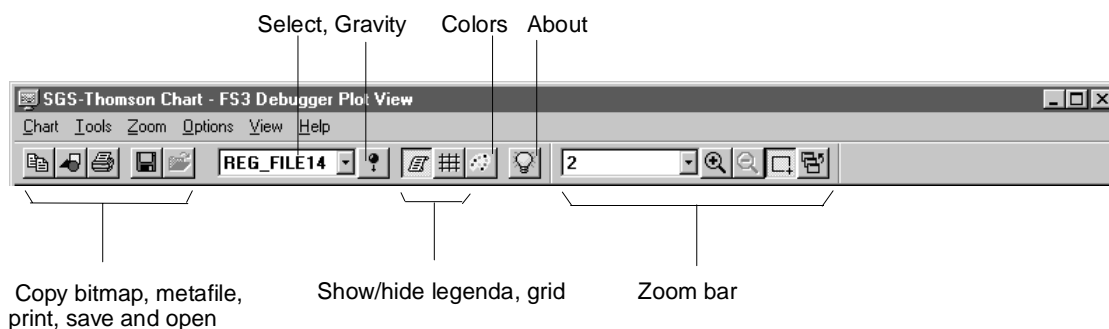 Select, Gravity Colors About
SGS-Thomson Chart - FS3 Debugger Plot View
Chart Tools Zoom Options View Help
REG_FILE14 2
Copy bitmap, metafile,
print, save and open
Show/hide legenda, grid
Zoom bar